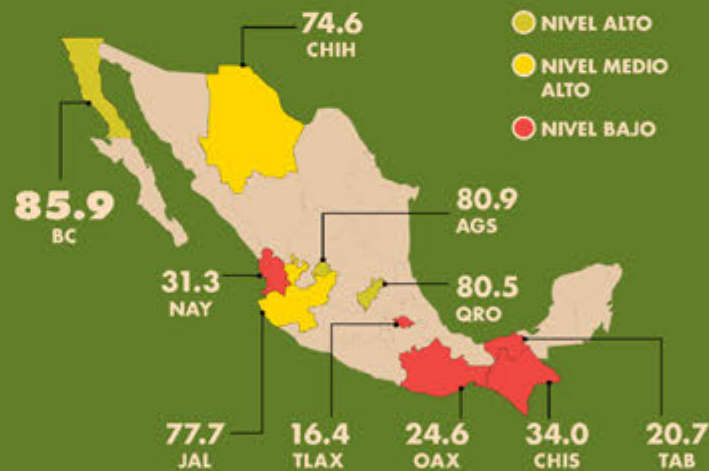 74.6
CHIH
NIVEL ALTO
NIVEL MEDIO
ALTO
NIVEL BAJO
85.9
BC
80.9
AGS
31.3
NAY
80.5
QRO
77.7
JAL
16.4
TLAX
24.6
OAX
34.0
CHIS
20.7
TAB